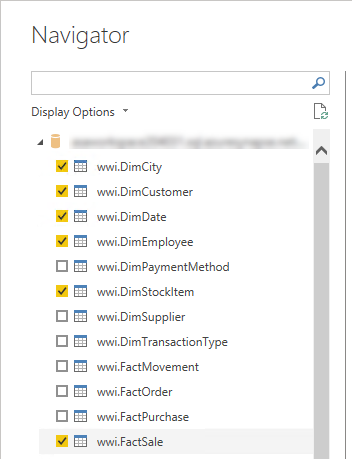 Navigator
Display Options
wwi.DimCity
wwi.DimCustomer
wwi.DimDate
wwi.DimEmployee
wwi.DimPaymentMethod
wwi.DimStockItem
wwi.DimSupplier
wwi.DimTransactionType
wwi.FactMovement
wwi.FactOrder
wwi.FactPurchase
wwi.FactSale